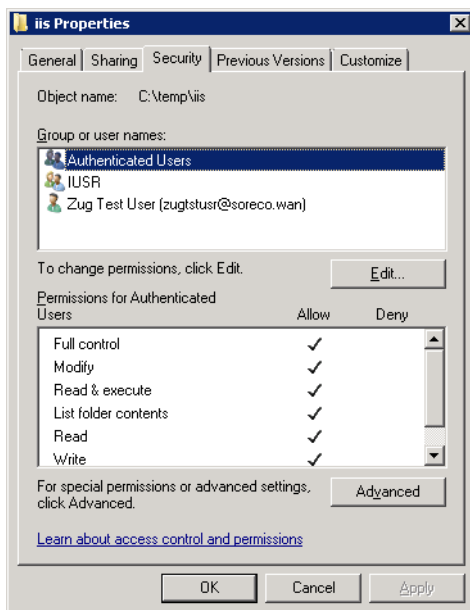 iis Properties
General Sharing Security Previous Versions Customize
Object name: C:\temp\iis
Group or user names:
Authenticated Users
IUSR
Zug Test User (zugtstusr@soreco.wan)
To change permissions, click Edit.
Edit...
Permissions for Authenticated
Users Allow Deny
Full control
Modify
Read & execute
List folder contents
Read
Write
For special permissions or advanced settings,
click Advanced.
Advanced
Learn about access control and permissions
OK Cancel Apply